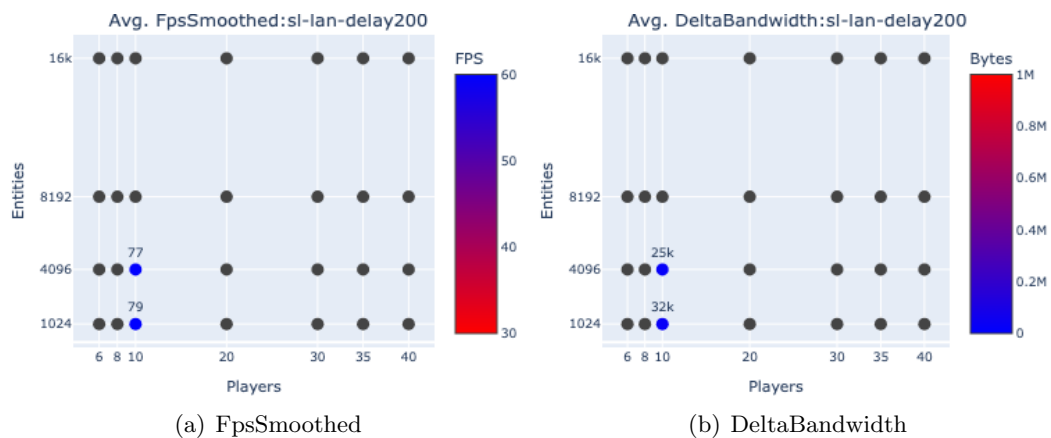 Avg. FpsSmoothed:sl-lan-delay200
FPS
16k
8192
4096
1024
Entities
77
79
6 8 10 20 30 35 40
Players
60
50
40
30
(a) FpsSmoothed
Avg. DeltaBandwidth:sl-lan-delay200
Bytes
16k
8192
4096
1024
Entities
25k
32k
6 8 10 20 30 35 40
Players
1M
0.8M
0.6M
0.4M
0.2M
0
(b) DeltaBandwidth